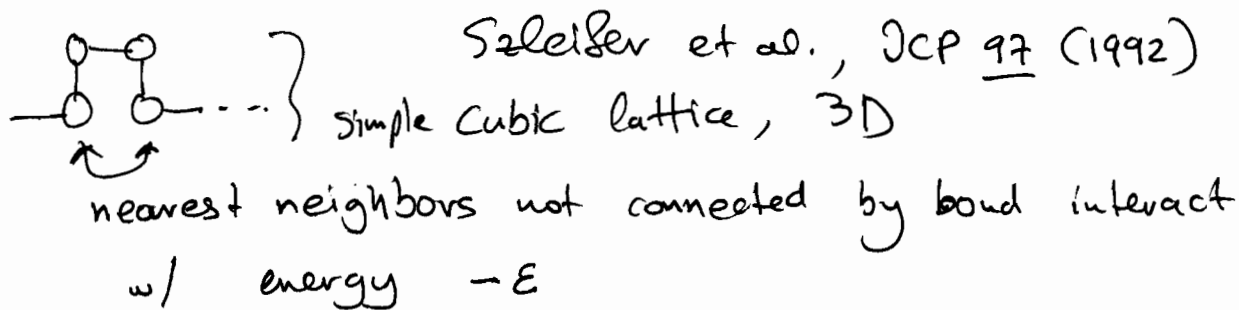 Szleifer et al., JCP 97 (1992)
simple cubic lattice, 3D
nearest neighbors not connected by bond interact
w/ energy -ε